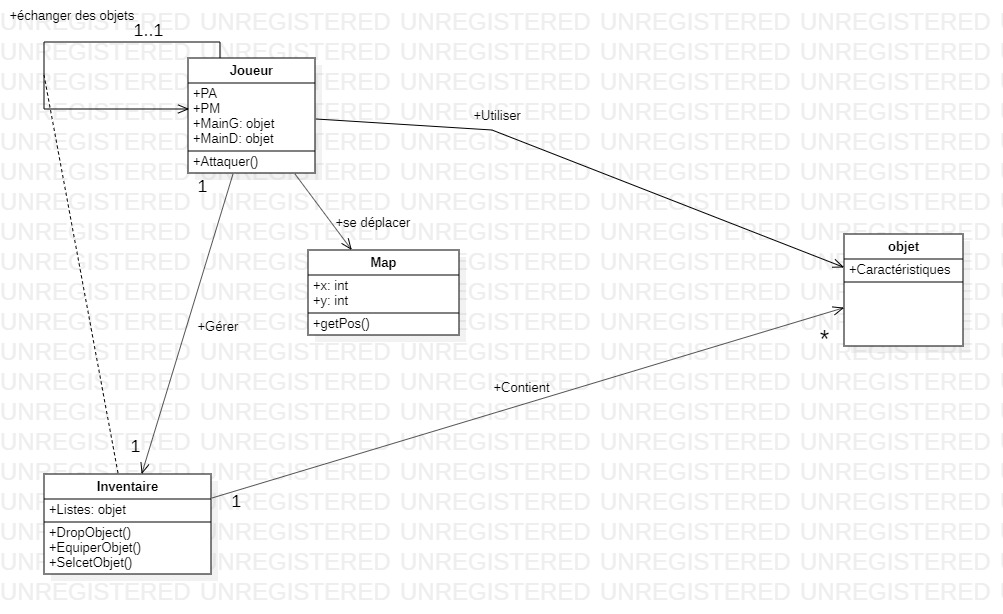 +échanger des objets
1..1
Joueur
+PA
+PM
+MainG: objet
+MainD: objet
+Attaquer()
1
+Utiliser
+se déplacer
Map
+x: int
+y: int
+getPos()
objet
+Caractéristiques
*
+Gérer
+Contient
1
Inventaire
+Listes: objet
+DropObject()
+EquiperObjet()
+SelcetObjet()
1
UNREGISTERED